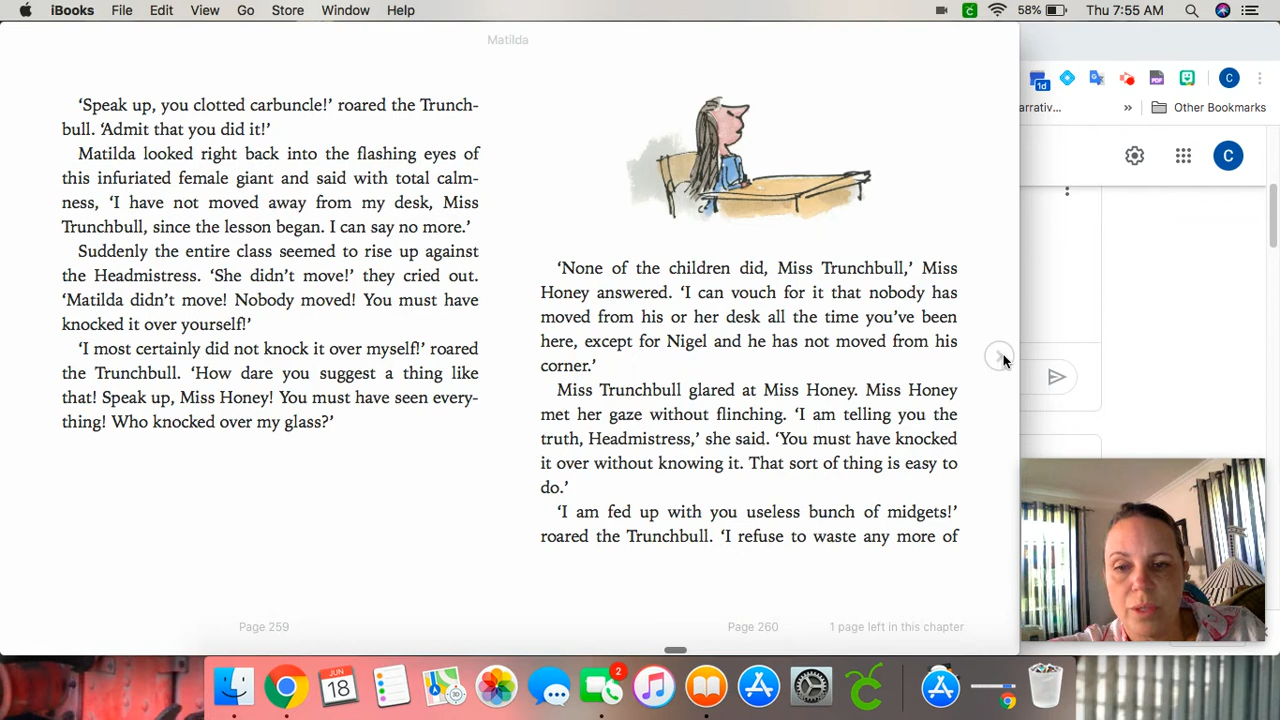 iBooks File Edit View Go Store Window Help
58% Thu 7:55 AM
Matilda
‘Speak up, you clotted carbuncle!’ roared the Trunch-
bull. ‘Admit that you did it!’
Matilda looked right back into the flashing eyes of
this infuriated female giant and said with total calm-
ness, ‘I have not moved away from my desk, Miss
Trunchbull, since the lesson began. I can say no more.’
Suddenly the entire class seemed to rise up against
the Headmistress. ‘She didn’t move!’ they cried out.
‘Matilda didn’t move! Nobody moved! You must have
knocked it over yourself!’
‘I most certainly did not knock it over myself!’ roared
the Trunchbull. ‘How dare you suggest a thing like
that! Speak up, Miss Honey! You must have seen every-
thing! Who knocked over my glass?’
Page 259
‘None of the children did, Miss Trunchbull,’ Miss
Honey answered. ‘I can vouch for it that nobody has
moved from his or her desk all the time you’ve been
here, except for Nigel and he has not moved from his
corner.’
Miss Trunchbull glared at Miss Honey. Miss Honey
met her gaze without flinching. ‘I am telling you the
truth, Headmistress,’ she said. ‘You must have knocked
it over without knowing it. That sort of thing is easy to
do.’
‘I am fed up with you useless bunch of midgets!’
roared the Trunchbull. ‘I refuse to waste any more of
Page 260
1 page left in this chapter
1d
PDF
C
arrativ... » Other Bookmarks
C
JUN
18
3D
2